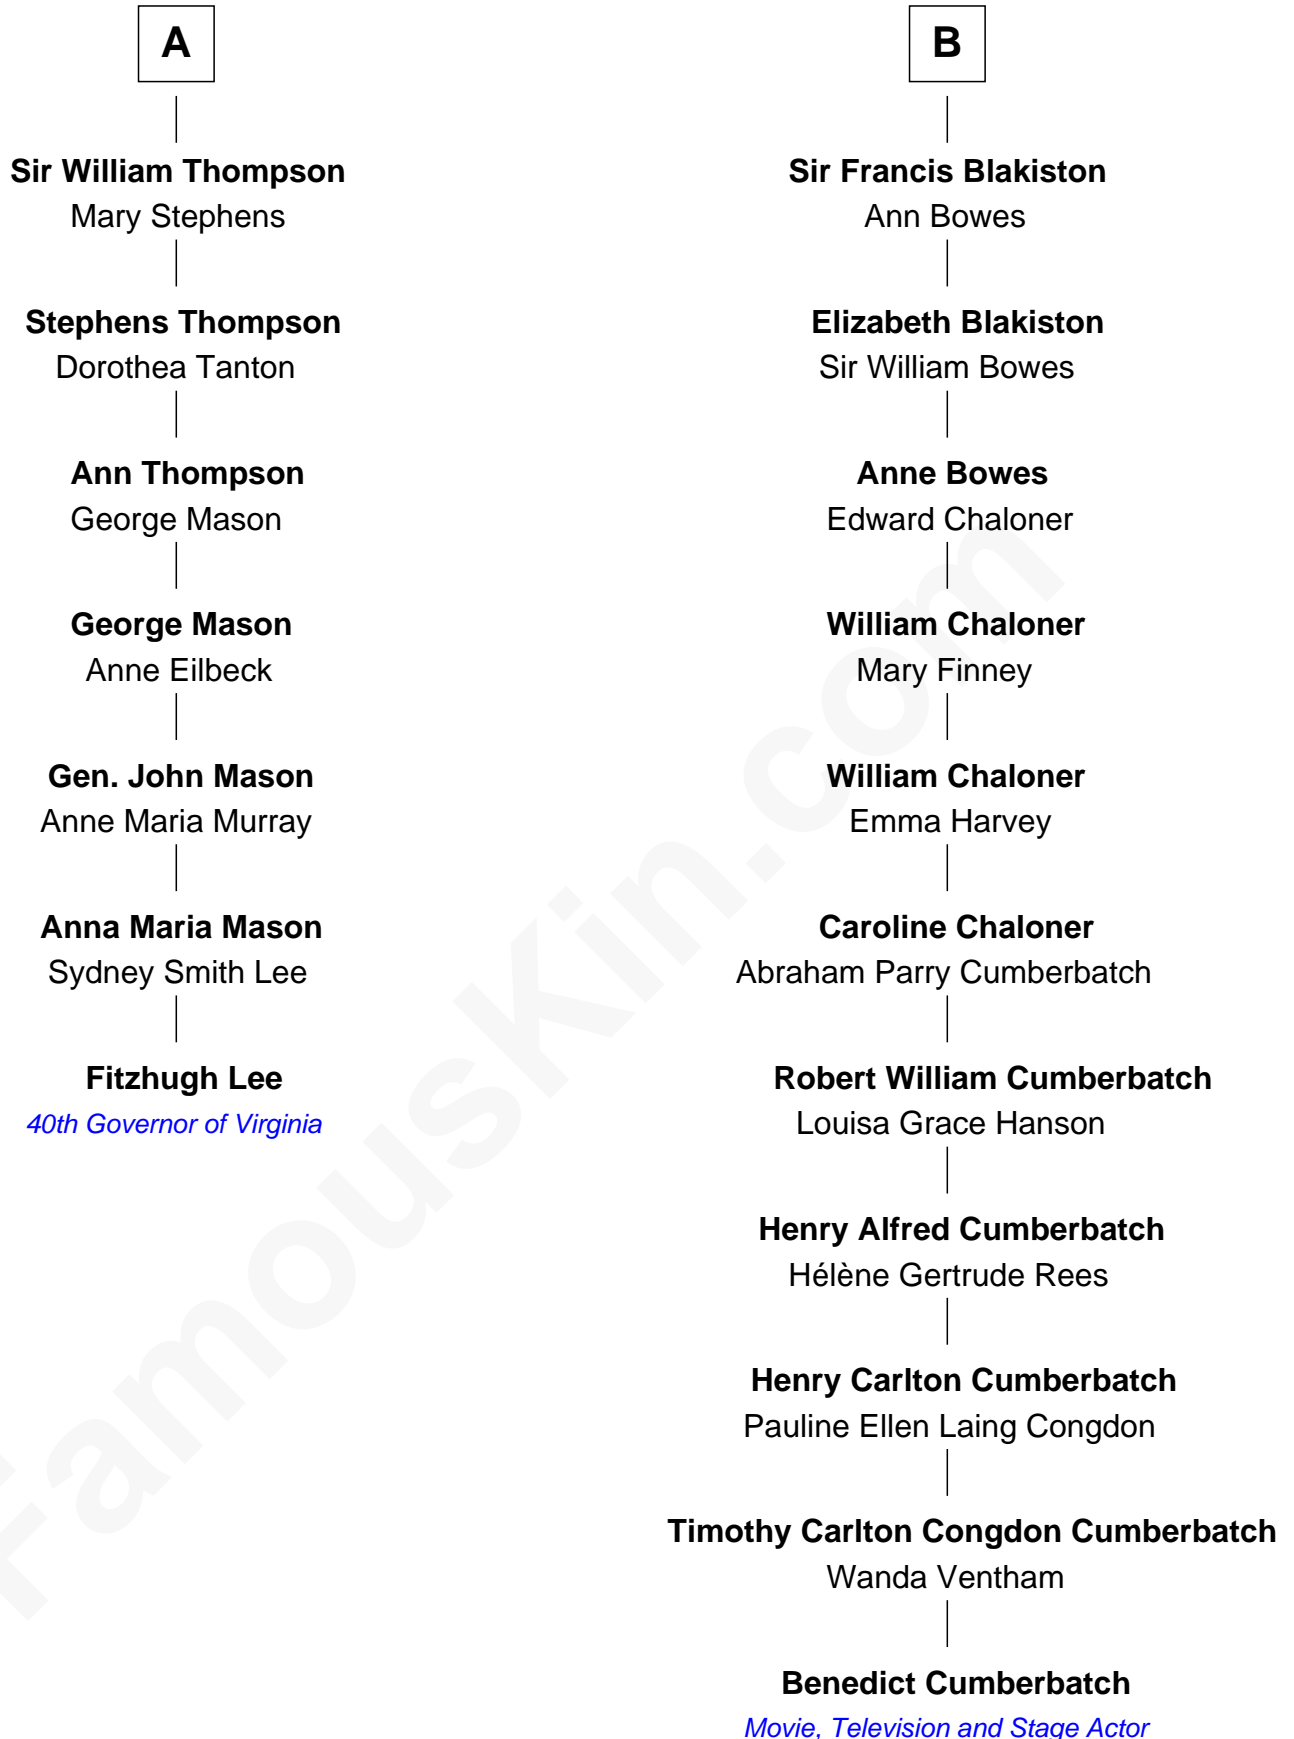 A
Sir William Thompson
Mary Stephens
Stephens Thompson
Dorothea Tanton
Ann Thompson
George Mason
George Mason
Anne Eilbeck
Gen. John Mason
Anne Maria Murray
Anna Maria Mason
Sydney Smith Lee
Fitzhugh Lee
40th Governor of Virginia
B
Sir Francis Blakiston
Ann Bowes
Elizabeth Blakiston
Sir William Bowes
Anne Bowes
Edward Chaloner
William Chaloner
Mary Finney
William Chaloner
Emma Harvey
Caroline Chaloner
Abraham Parry Cumberbatch
Robert William Cumberbatch
Louisa Grace Hanson
Henry Alfred Cumberbatch
Hélène Gertrude Rees
Henry Carlton Cumberbatch
Pauline Ellen Laing Congdon
Timothy Carlton Congdon Cumberbatch
Wanda Ventham
Benedict Cumberbatch
Movie, Television and Stage Actor
FamousKin.com